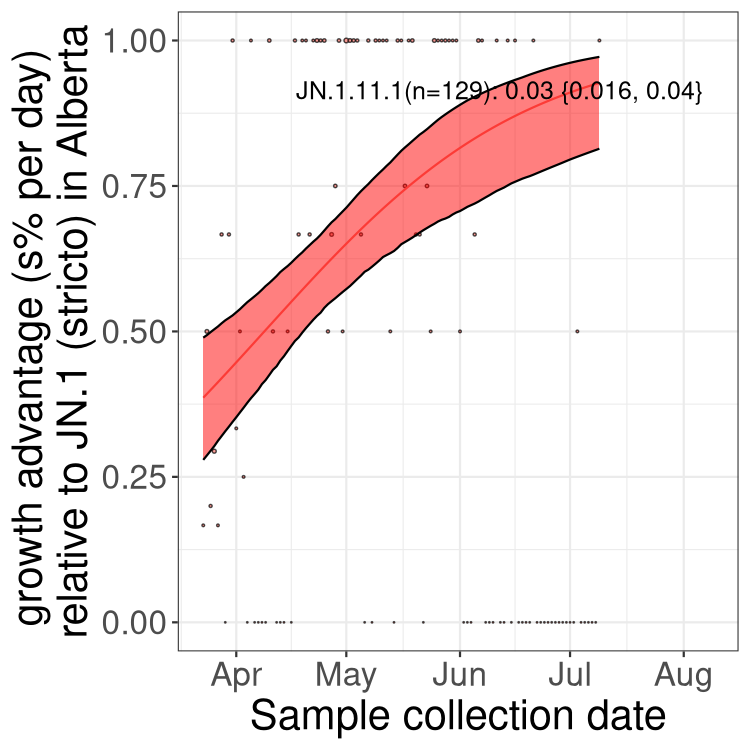 growth advantage (s% per day)
relative to JN.1 (stricto) in Alberta
1.00
0.75
0.50
0.25
0.00
JN.1.11.1(n=129): 0.03 {0.016, 0.04}
Apr May Jun Jul Aug
Sample collection date